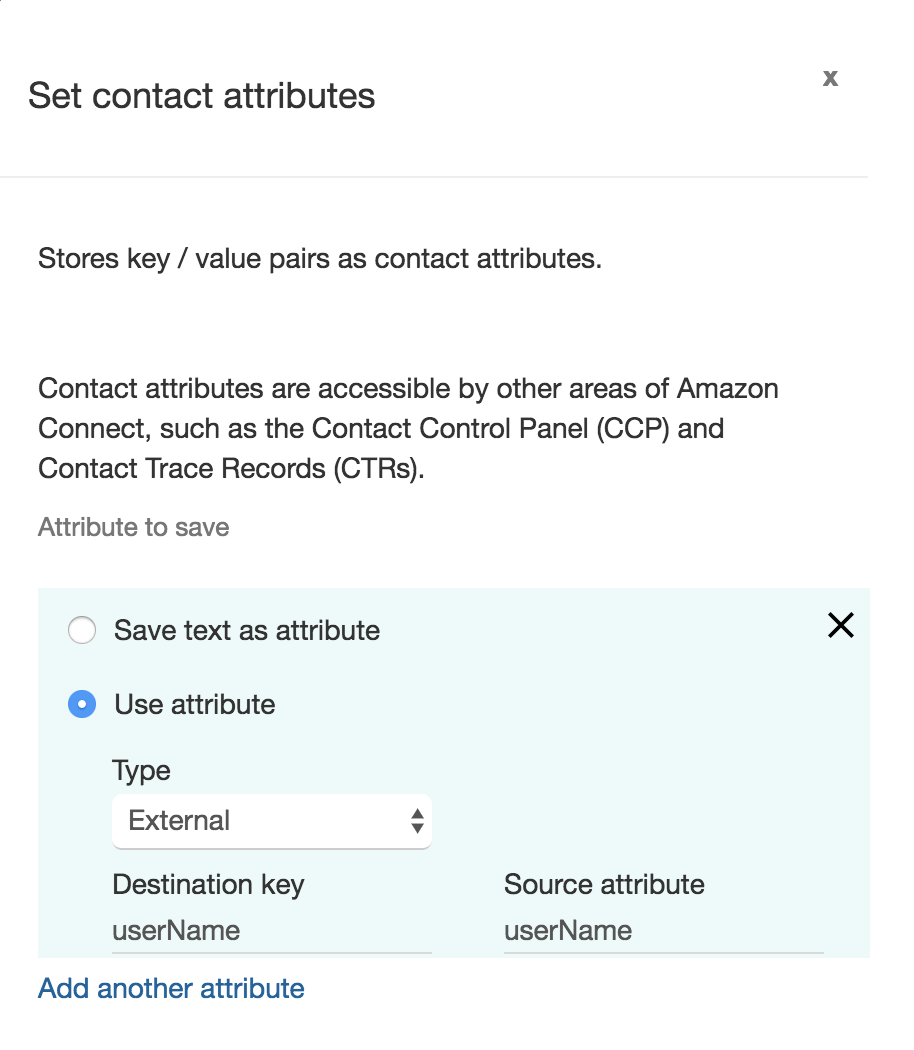 Set contact attributes
x
Stores key / value pairs as contact attributes.
Contact attributes are accessible by other areas of Amazon
Connect, such as the Contact Control Panel (CCP) and
Contact Trace Records (CTRs).
Attribute to save
Save text as attribute
Use attribute
Type
External
Destination key Source attribute
userName userName
Add another attribute